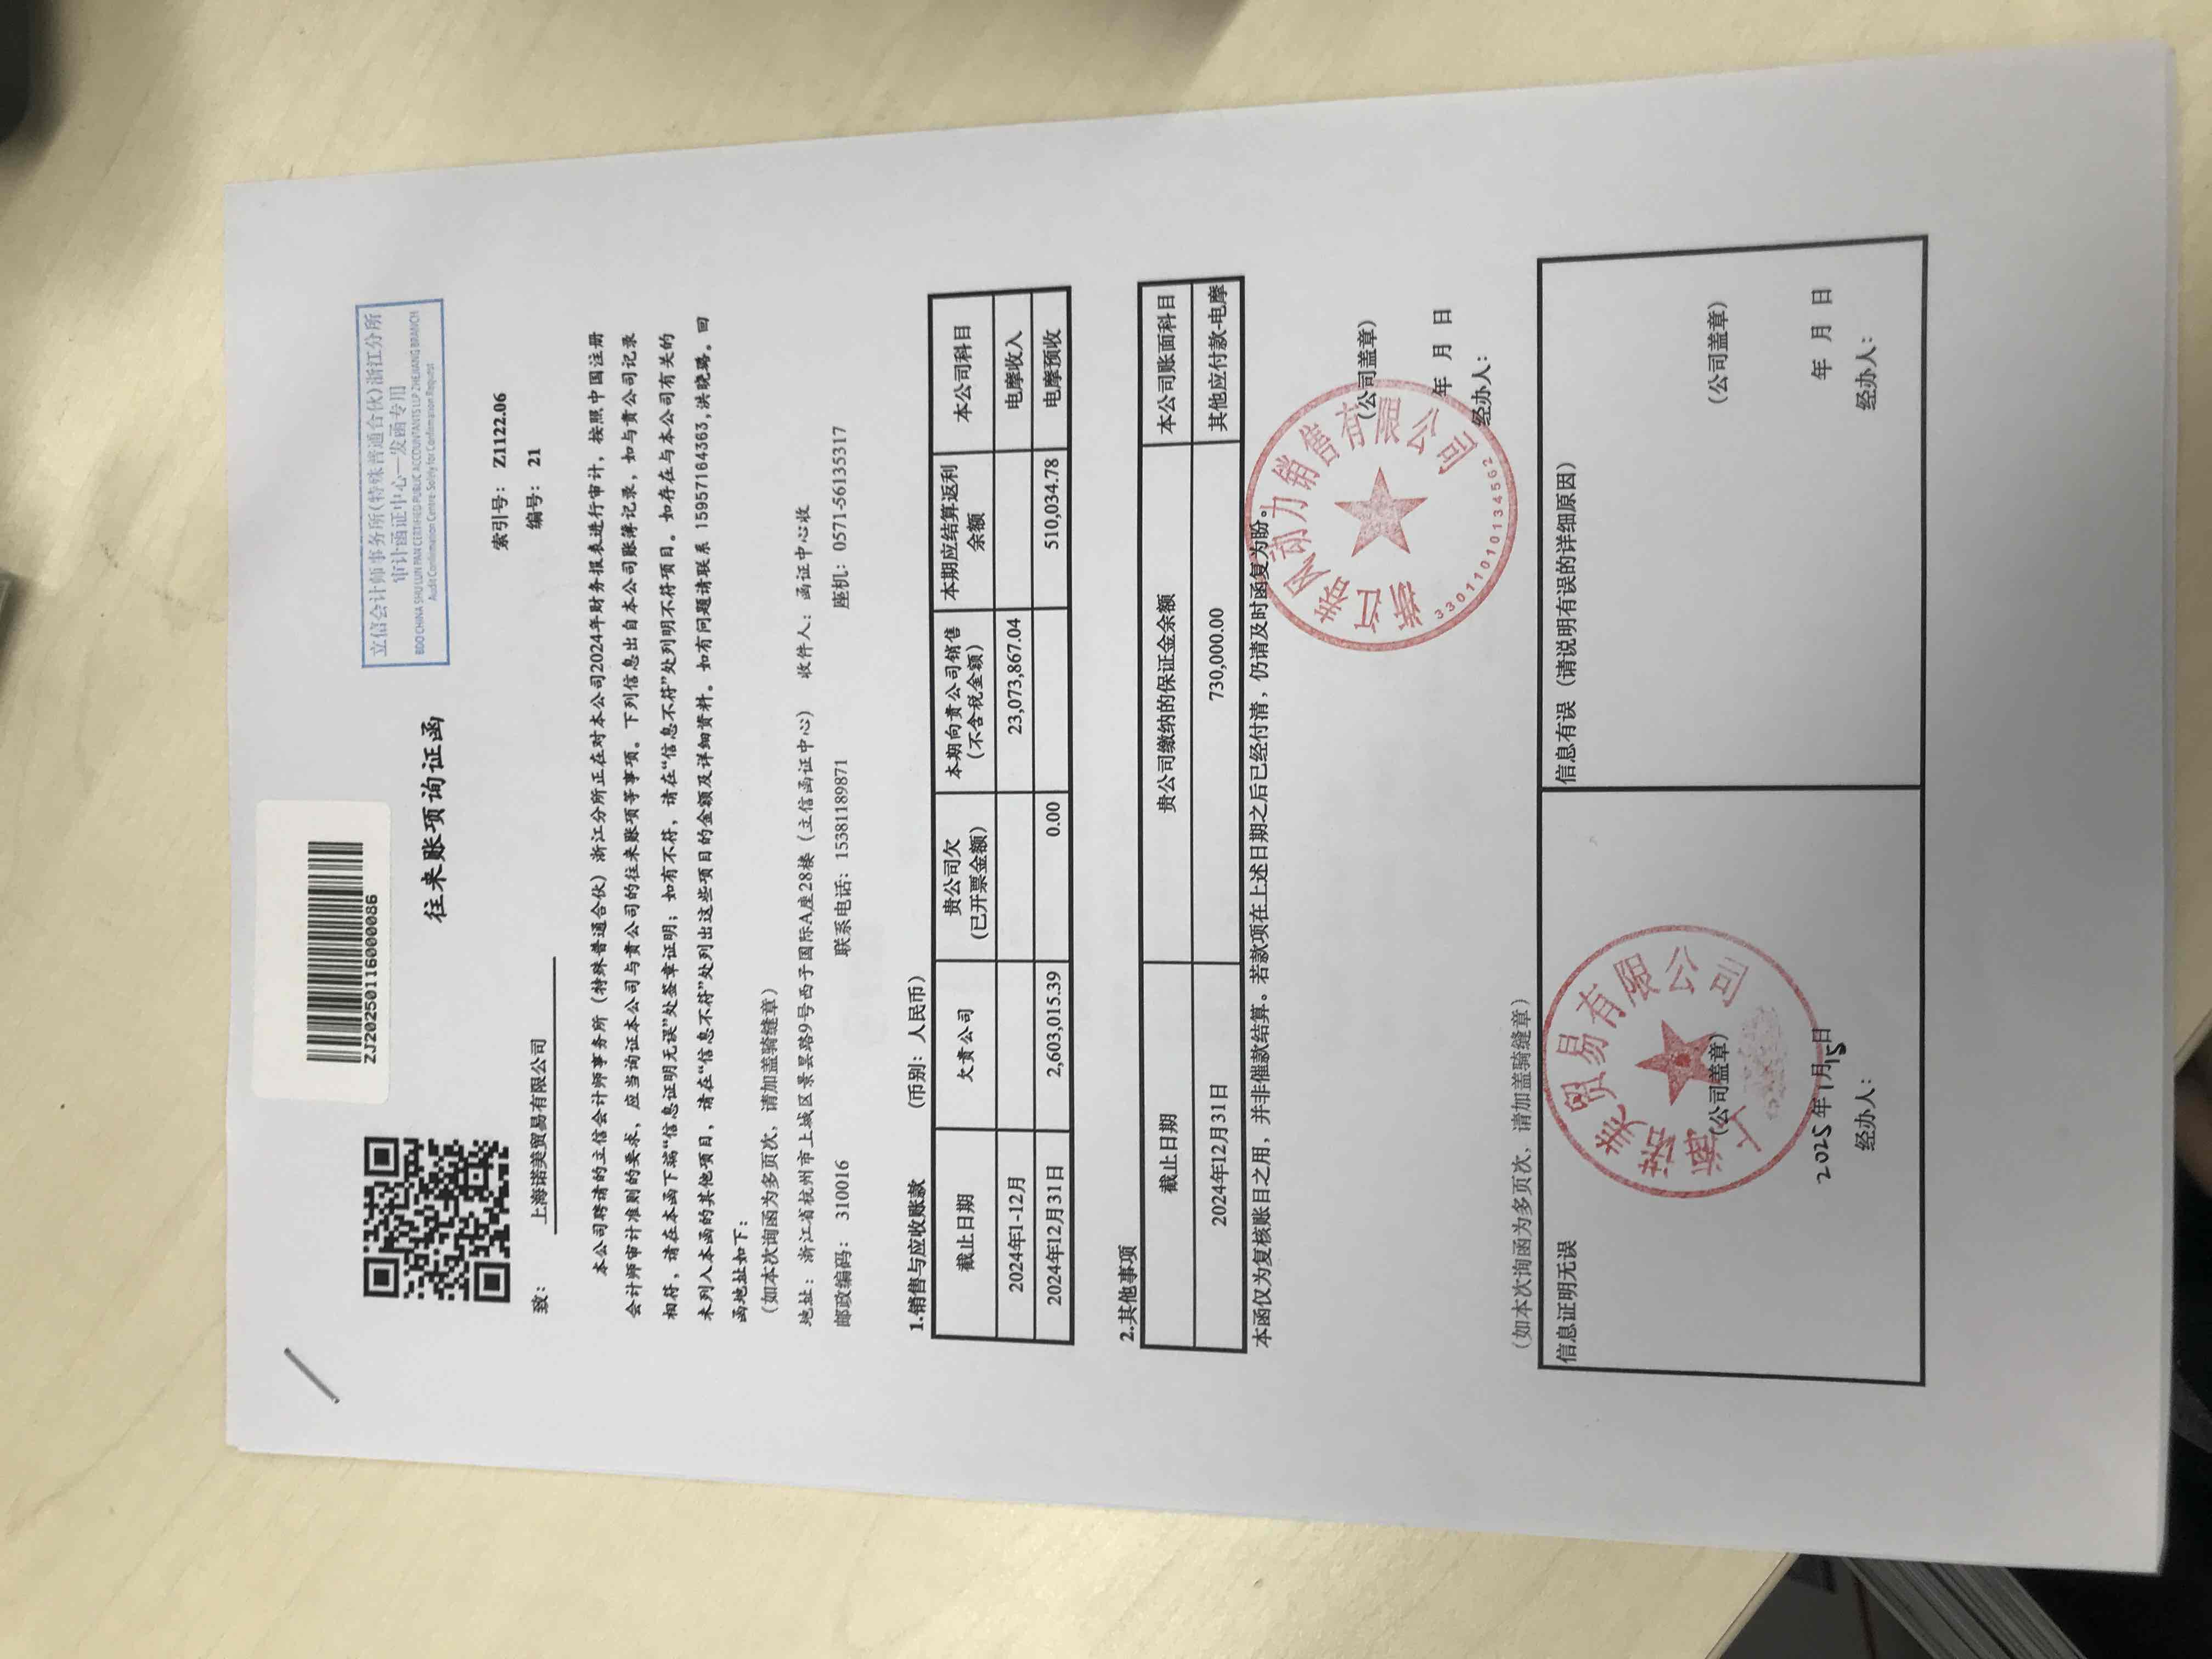 ZJ20250116000086
立信会计师事务所(特殊普通合伙)浙江分所
审计函证中心一发函专用
BDO CHINA SHU LUN PAN CERTIFIED PUBLIC ACCOUNTANTS LLP ZHEJIANG BRANCH
Audit Confirmation Centre-Solely for Confirmation Request
往来账项询证函
索引号： Z1122.06
编号： 21
致： 上海诺美贸易有限公司
本公司聘请的立信会计师事务所（特殊普通合伙）浙江分所正在对本公司2024年财务报表进行审计，按照中国注册
会计师审计准则的要求，应当询证本公司与贵公司的往来账项等事项。下列信息出自本公司账簿记录，如与贵公司记录
相符，请在本函下端“信息证明无误”处签章证明；如有不符，请在“信息不符”处列明不符项目。如存在与本公司有关的
未列入本函的其他项目，请在“信息不符”处列出这些项目的金额及详细资料。如有问题请联系 15957164363,洪晓璐。回
函地址如下：
（如本次询函为多页次，请加盖骑缝章）
地址： 浙江省杭州市上城区景昙路9号西子国际A座28楼（立信函证中心） 收件人： 函证中心收
邮政编码： 310016 联系电话： 15381189871 座机： 0571-56135317
1.销售与应收账款 （币别：人民币）
截止日期 欠贵公司 贵公司欠（已开票金额） 本期向贵公司销售（不含税金额） 本期应结算返利余额 本公司科目
2024年1-12月 23,073,867.04 电摩收入
2024年12月31日 2,603,015.39 0.00 510,034.78 电摩预收
2.其他事项
截止日期 贵公司缴纳的保证金余额 本公司账面科目
2024年12月31日 730,000.00 其他应付款-电摩
本函仅为复核账目之用，并非催款结算。若款项在上述日期之后已经付清，仍请及时函复为盼。
浙江春风动力销售有限公司
33011010134562
（公司盖章）
年 月 日
经办人：
（如本次询函为多页次，请加盖骑缝章）
信息证明无误
上海诺美贸易有限公司
（公司盖章）
2025年1月15日
经办人：
信息有误（请说明有误的详细原因）
（公司盖章）
年 月 日
经办人：